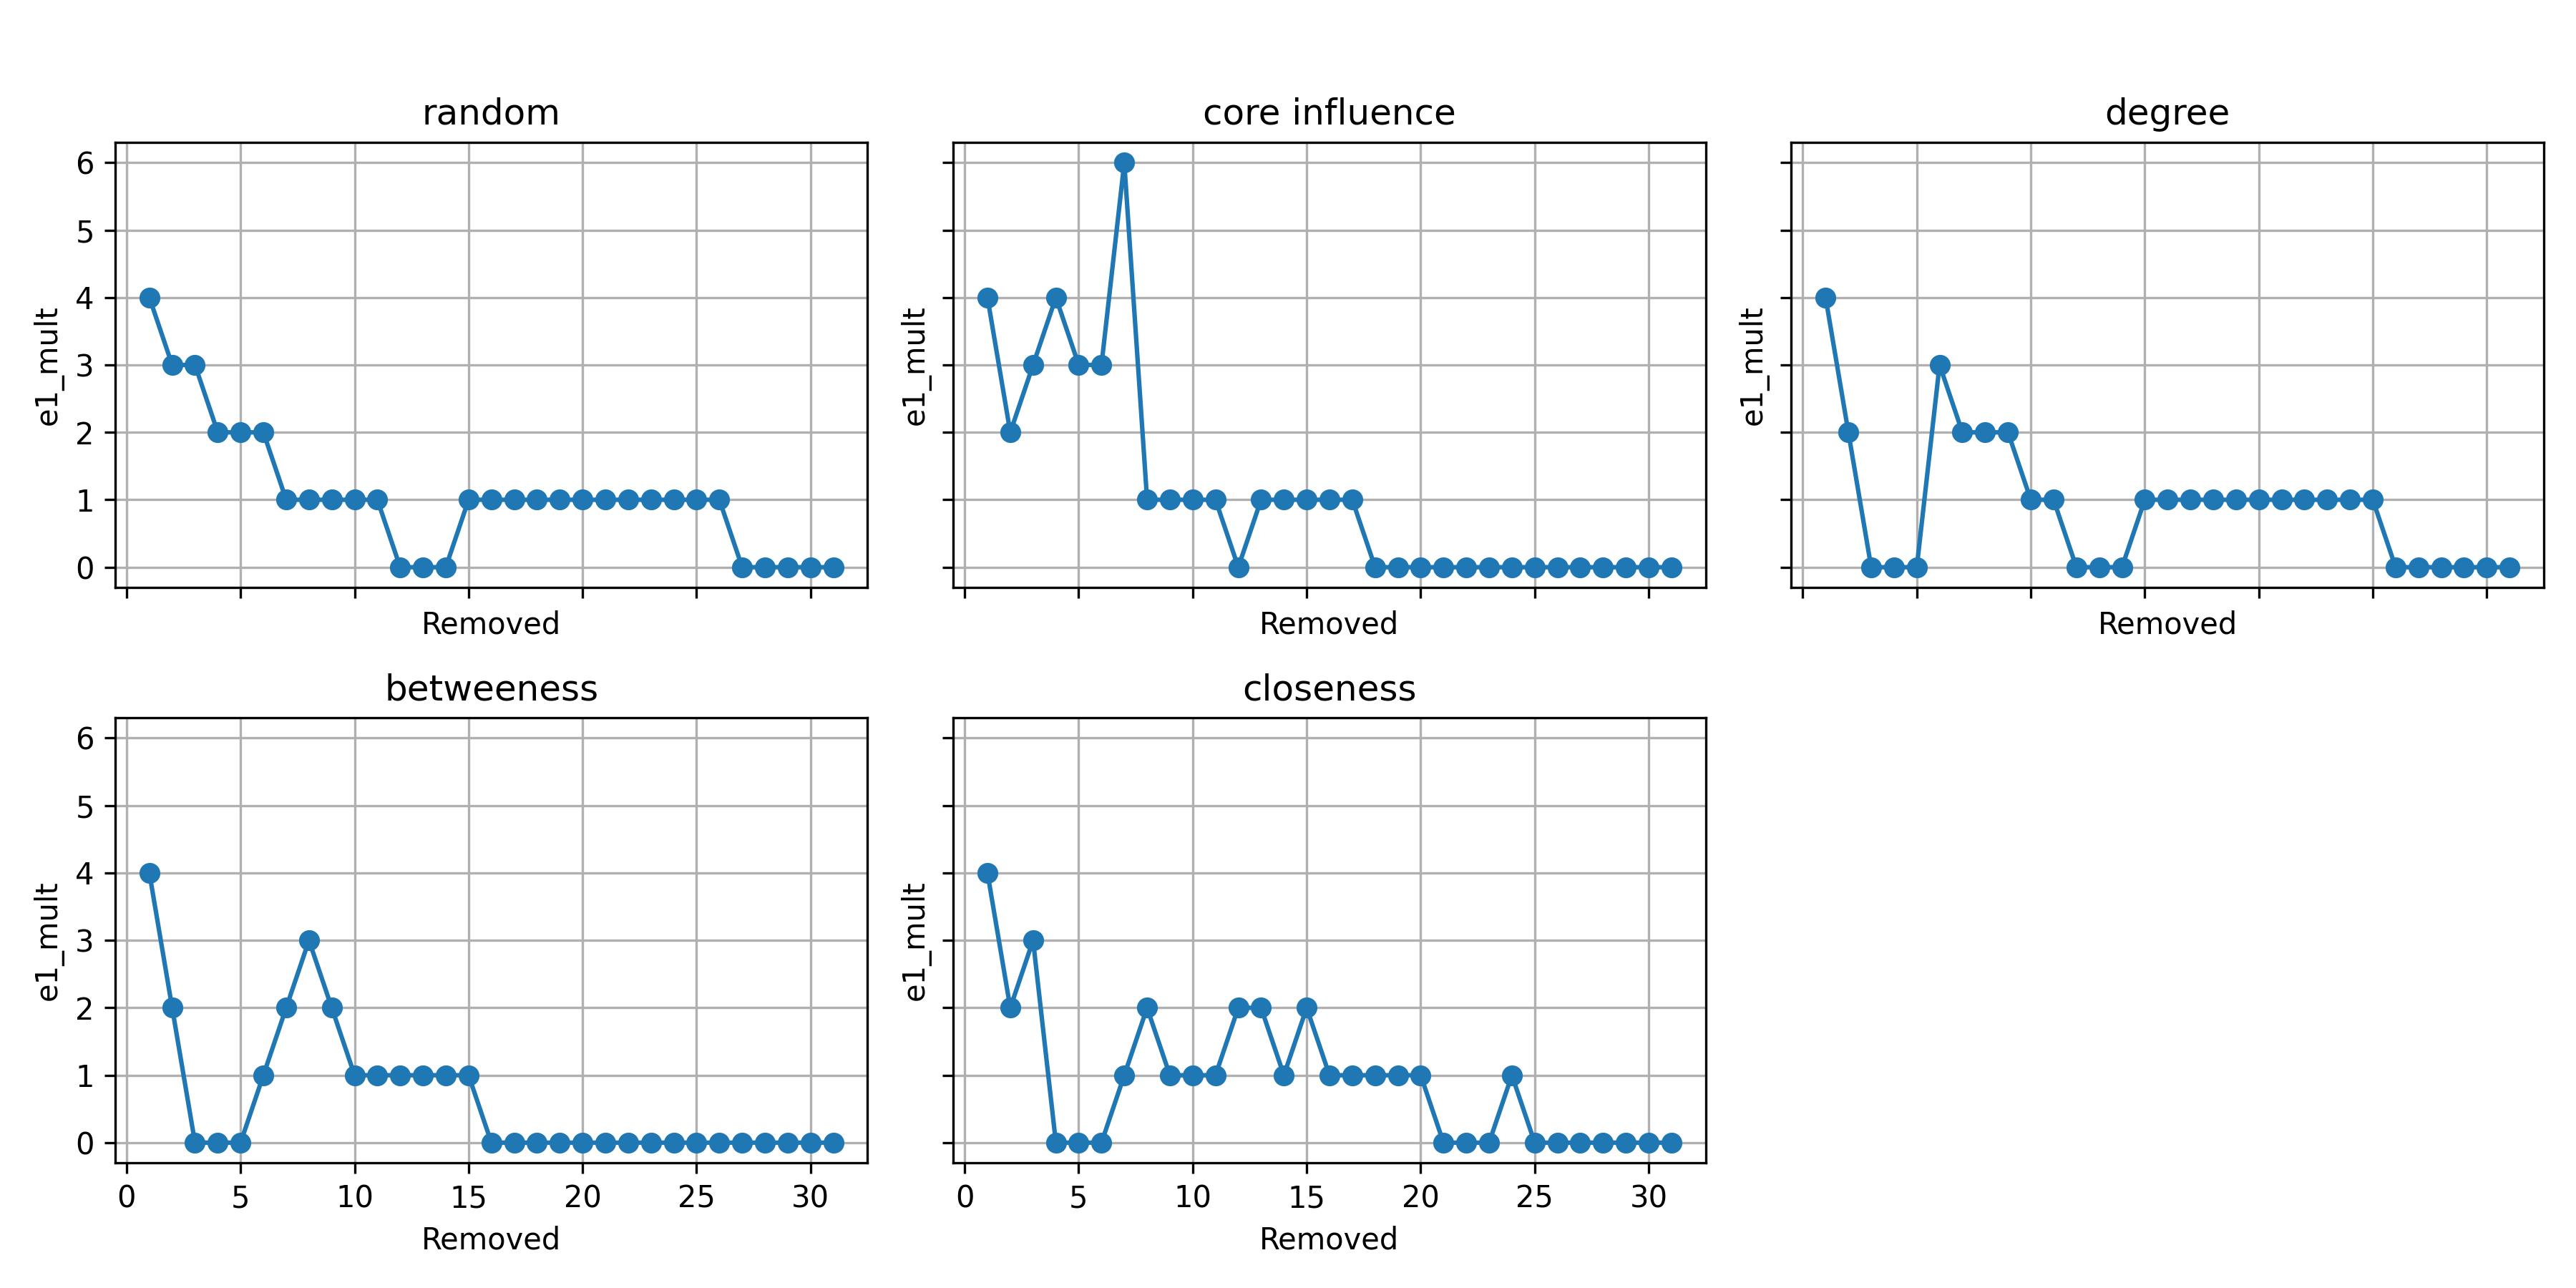 random
6
5
4
3
2
1
0
e1_mult
Removed
core influence
e1_mult
Removed
degree
e1_mult
Removed
betweeness
6
5
4
3
2
1
0
e1_mult
0 5 10 15 20 25 30
Removed
closeness
e1_mult
0 5 10 15 20 25 30
Removed